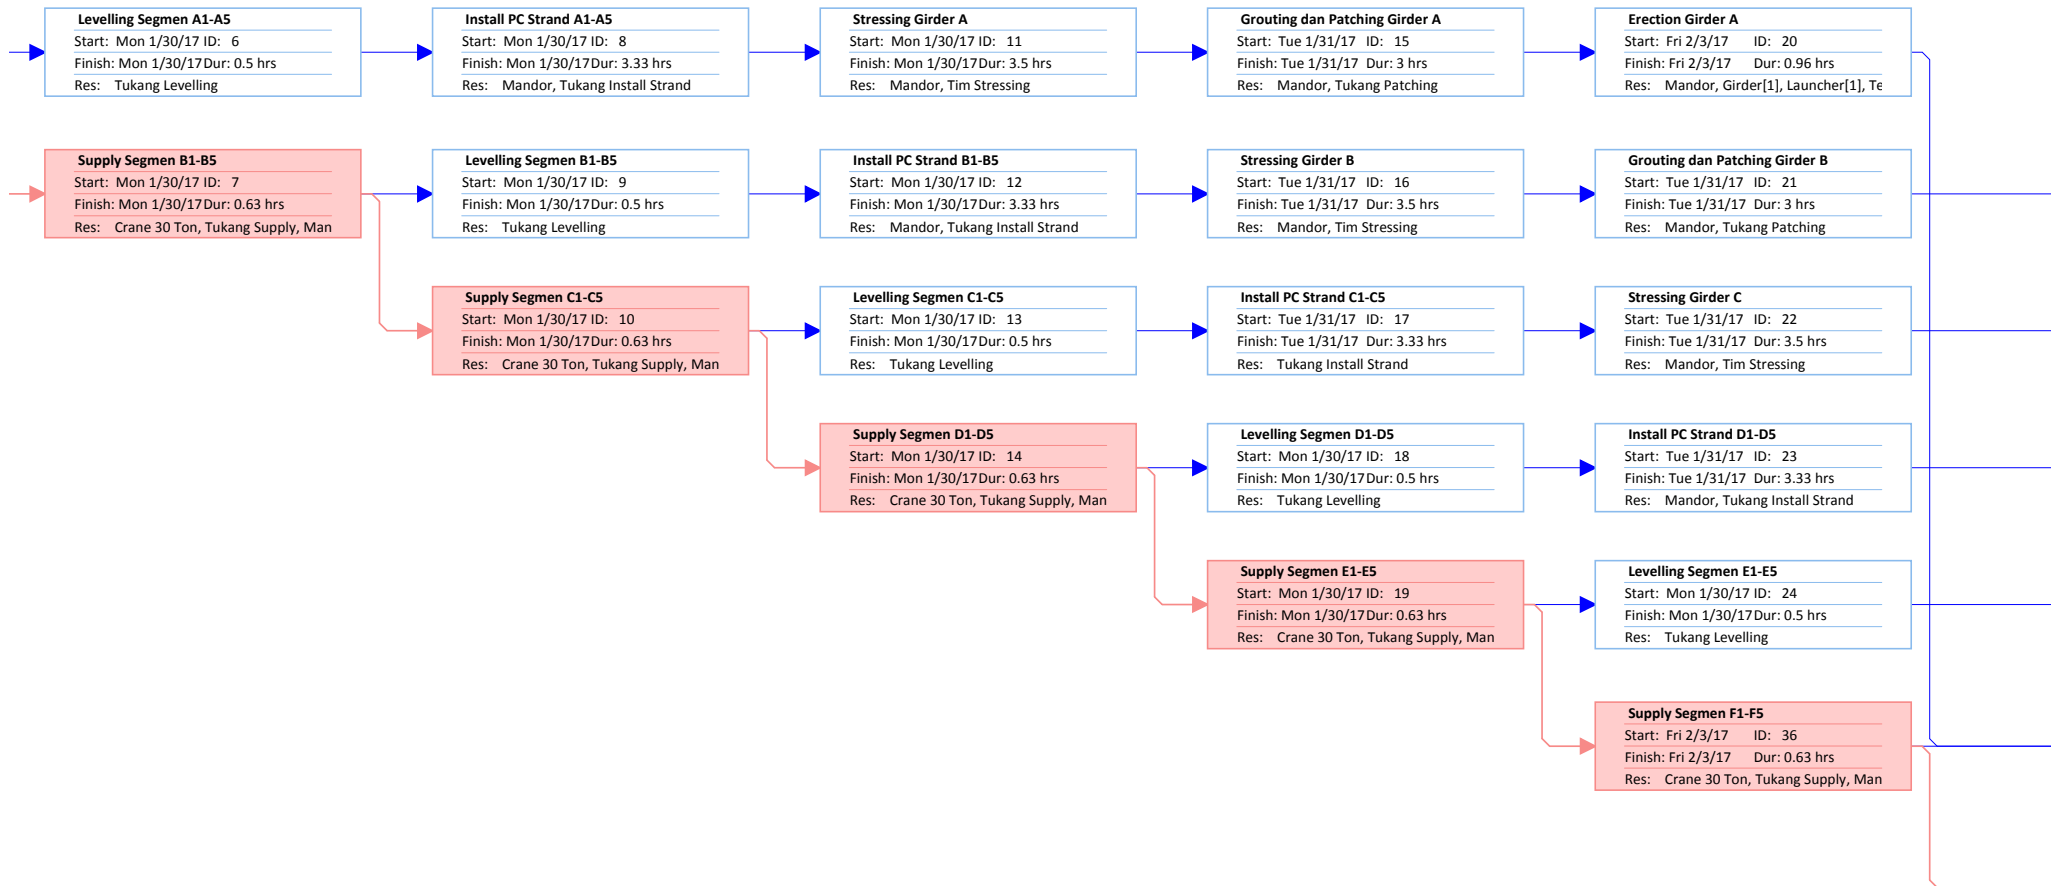 Levelling Segmen A1-A5
Start: Mon 1/30/17 ID: 6
Finish: Mon 1/30/17 Dur: 0.5 hrs
Res: Tukang Levelling
Install PC Strand A1-A5
Start: Mon 1/30/17 ID: 8
Finish: Mon 1/30/17 Dur: 3.33 hrs
Res: Mandor, Tukang Install Strand
Stressing Girder A
Start: Mon 1/30/17 ID: 11
Finish: Mon 1/30/17 Dur: 3.5 hrs
Res: Mandor, Tim Stressing
Grouting dan Patching Girder A
Start: Tue 1/31/17 ID: 15
Finish: Tue 1/31/17 Dur: 3 hrs
Res: Mandor, Tukang Patching
Erection Girder A
Start: Fri 2/3/17 ID: 20
Finish: Fri 2/3/17 Dur: 0.96 hrs
Res: Mandor, Girder[1], Launcher[1], Te
Supply Segmen B1-B5
Start: Mon 1/30/17 ID: 7
Finish: Mon 1/30/17 Dur: 0.63 hrs
Res: Crane 30 Ton, Tukang Supply, Man
Levelling Segmen B1-B5
Start: Mon 1/30/17 ID: 9
Finish: Mon 1/30/17 Dur: 0.5 hrs
Res: Tukang Levelling
Install PC Strand B1-B5
Start: Mon 1/30/17 ID: 12
Finish: Mon 1/30/17 Dur: 3.33 hrs
Res: Mandor, Tukang Install Strand
Stressing Girder B
Start: Tue 1/31/17 ID: 16
Finish: Tue 1/31/17 Dur: 3.5 hrs
Res: Mandor, Tim Stressing
Grouting dan Patching Girder B
Start: Tue 1/31/17 ID: 21
Finish: Tue 1/31/17 Dur: 3 hrs
Res: Mandor, Tukang Patching
Supply Segmen C1-C5
Start: Mon 1/30/17 ID: 10
Finish: Mon 1/30/17 Dur: 0.63 hrs
Res: Crane 30 Ton, Tukang Supply, Man
Levelling Segmen C1-C5
Start: Mon 1/30/17 ID: 13
Finish: Mon 1/30/17 Dur: 0.5 hrs
Res: Tukang Levelling
Install PC Strand C1-C5
Start: Tue 1/31/17 ID: 17
Finish: Tue 1/31/17 Dur: 3.33 hrs
Res: Tukang Install Strand
Stressing Girder C
Start: Tue 1/31/17 ID: 22
Finish: Tue 1/31/17 Dur: 3.5 hrs
Res: Mandor, Tim Stressing
Supply Segmen D1-D5
Start: Mon 1/30/17 ID: 14
Finish: Mon 1/30/17 Dur: 0.63 hrs
Res: Crane 30 Ton, Tukang Supply, Man
Levelling Segmen D1-D5
Start: Mon 1/30/17 ID: 18
Finish: Mon 1/30/17 Dur: 0.5 hrs
Res: Tukang Levelling
Install PC Strand D1-D5
Start: Tue 1/31/17 ID: 23
Finish: Tue 1/31/17 Dur: 3.33 hrs
Res: Mandor, Tukang Install Strand
Supply Segmen E1-E5
Start: Mon 1/30/17 ID: 19
Finish: Mon 1/30/17 Dur: 0.63 hrs
Res: Crane 30 Ton, Tukang Supply, Man
Levelling Segmen E1-E5
Start: Mon 1/30/17 ID: 24
Finish: Mon 1/30/17 Dur: 0.5 hrs
Res: Tukang Levelling
Supply Segmen F1-F5
Start: Fri 2/3/17 ID: 36
Finish: Fri 2/3/17 Dur: 0.63 hrs
Res: Crane 30 Ton, Tukang Supply, Man